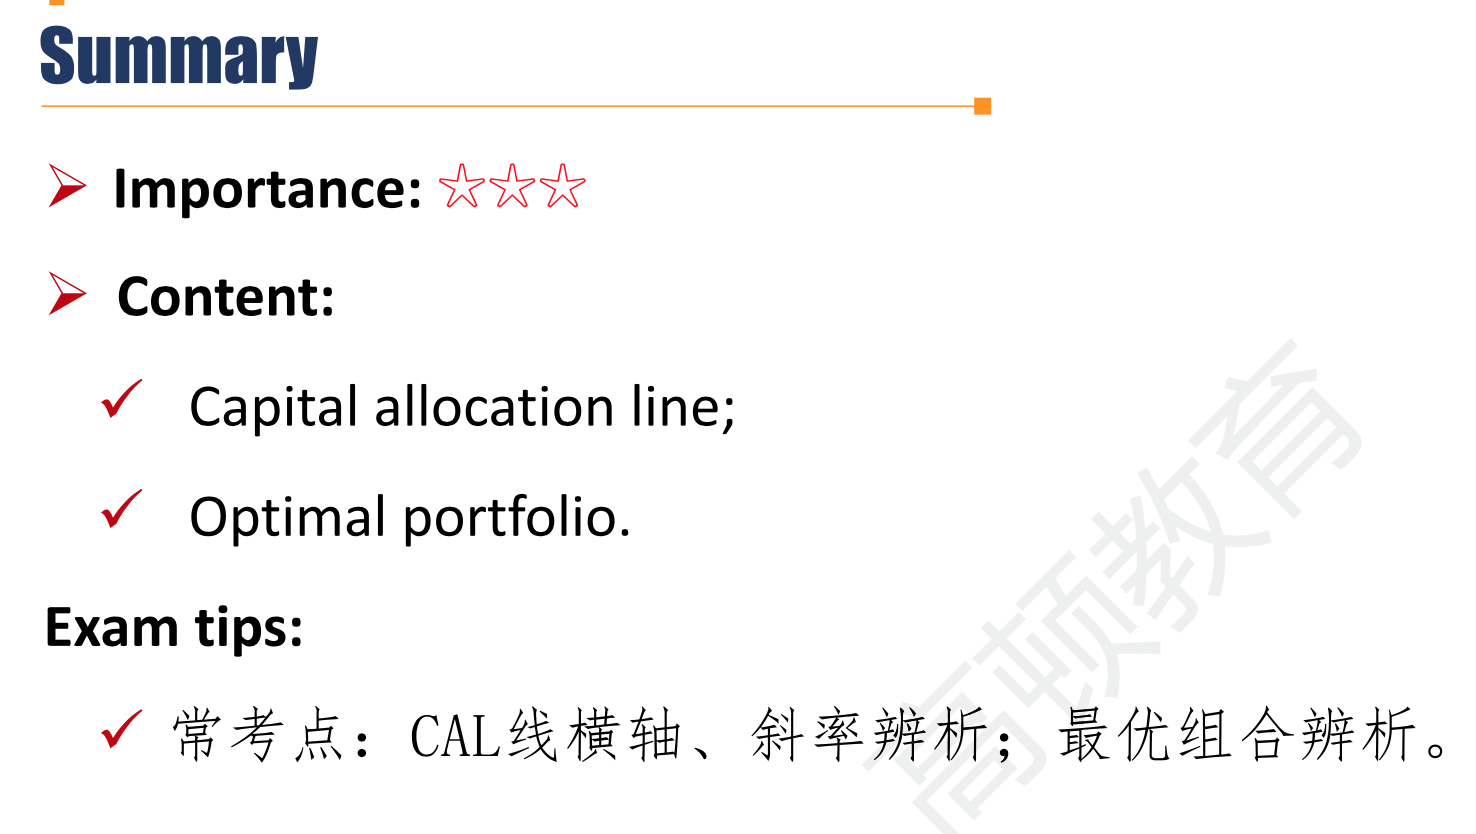 Summary
Importance: ☆☆☆
Content:
Capital allocation line;
Optimal portfolio.
Exam tips:
常考点：CAL线横轴、斜率辨析；最优组合辨析。
高顿教育